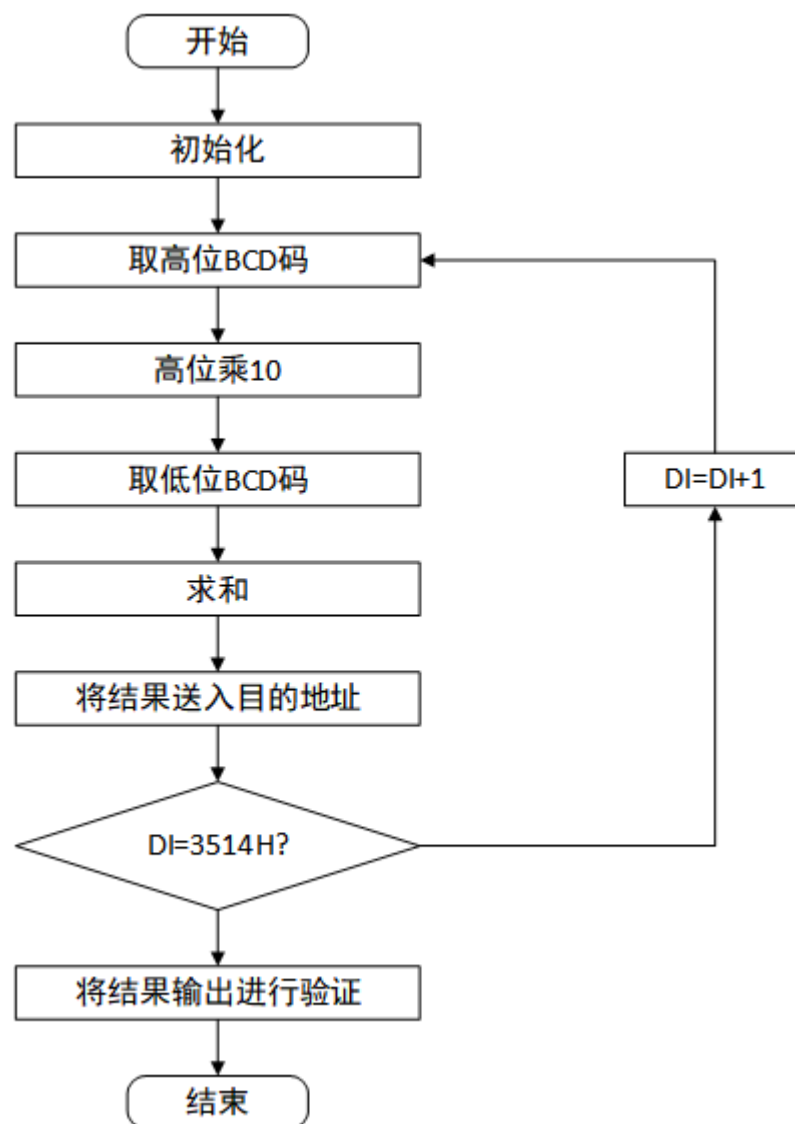 开始
初始化
取高位BCD码
高位乘10
取低位BCD码
DI=DI+1
求和
将结果送入目的地址
DI=3514H?
将结果输出进行验证
结束